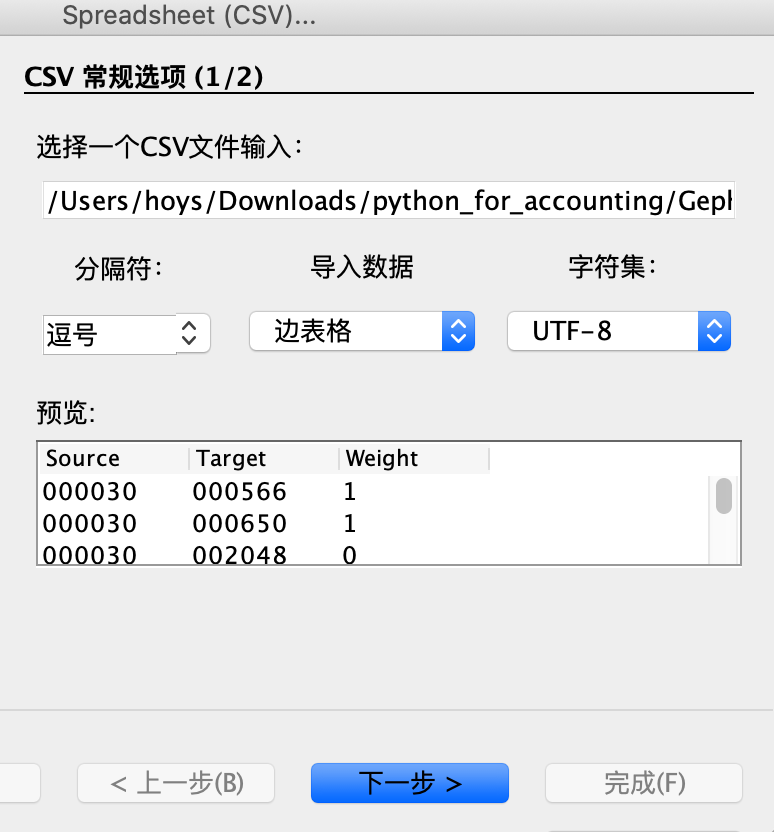 Spreadsheet (CSV)...
CSV 常规选项 (1/2)
选择一个CSV文件输入:
/Users/hoys/Downloads/python_for_accounting/Geph
分隔符: 导入数据 字符集:
逗号 边表格 UTF-8
预览:
Source Target Weight
000030 000566 1
000030 000650 1
000030 002048 0
< 上一步(B) 下一步 > 完成(F)